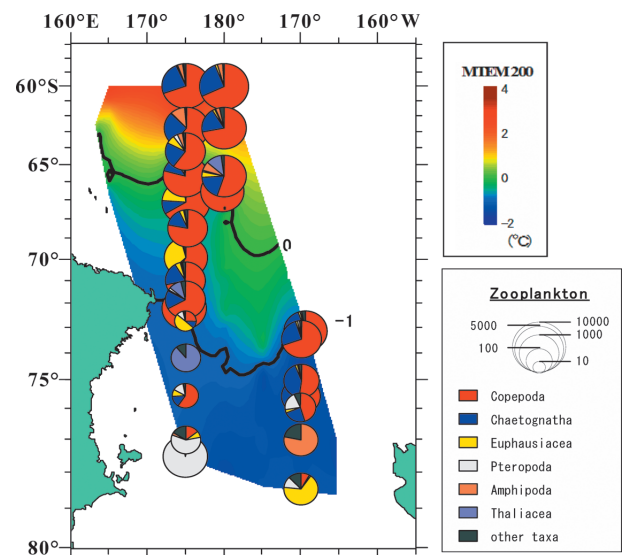 160°E 170° 180° 170° 160°W
60°S
65°
70°
75°
80°
0
-1
MTEM200
4
2
0
-2
(℃)
Zooplankton
5000 10000
1000
100
10
Copepoda
Chaetognatha
Euphausiacea
Pteropoda
Amphipoda
Thaliacea
other taxa